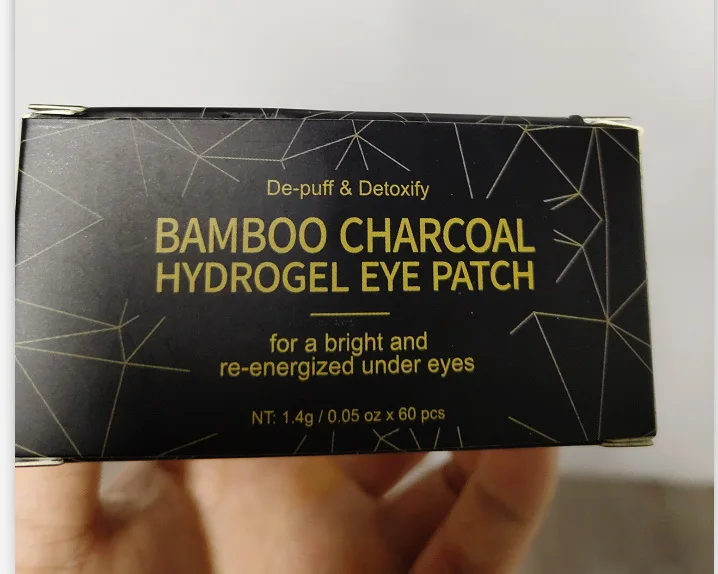 De-puff & Detoxify
BAMBOO CHARCOAL
HYDROGEL EYE PATCH
for a bright and
re-energized under eyes
NT: 1.4g / 0.05 oz x 60 pcs